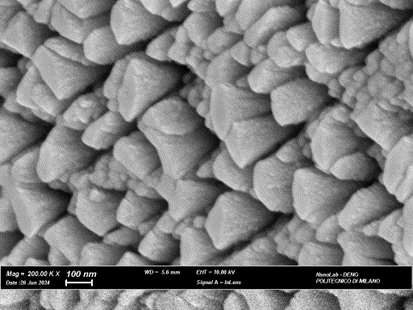 Mag = 200.00 K X
100 nm
WD = 5.6 mm
EHT = 10.00 kV
NanoLab - DENG
Date :26 Jan 2024
Signal A = InLens
POLITECNICO DI MILANO